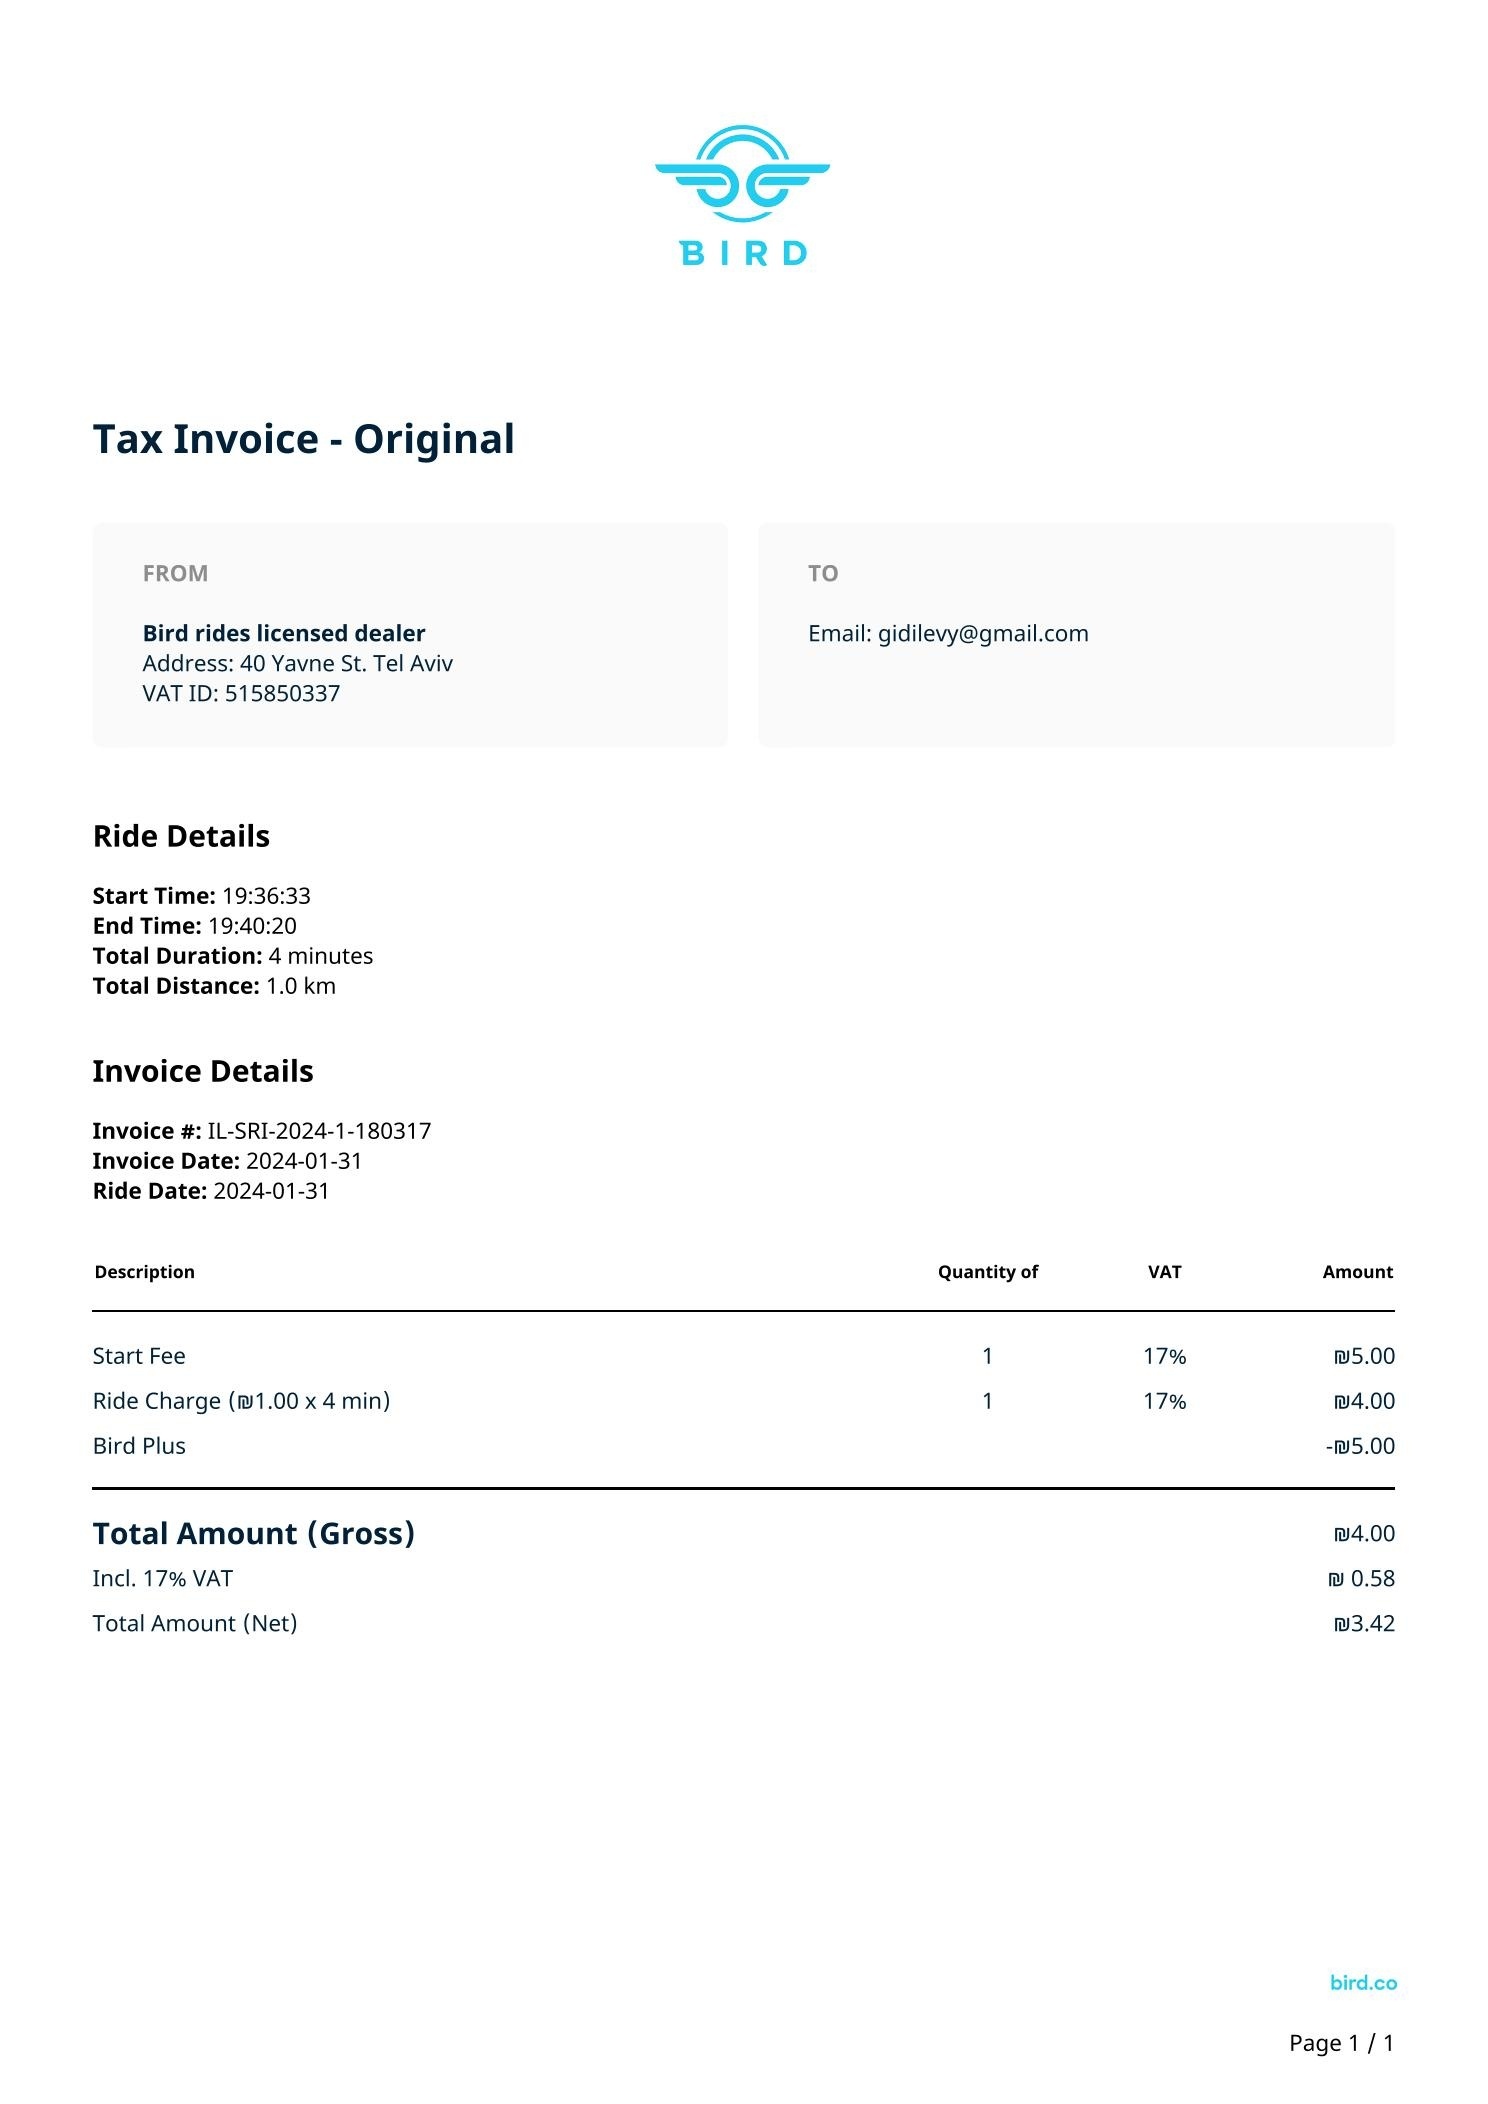 BIRD
Tax Invoice - Original
FROM
Bird rides licensed dealer
Address: 40 Yavne St. Tel Aviv
VAT ID: 515850337
TO
Email: gidilevy@gmail.com
Ride Details
Start Time: 19:36:33
End Time: 19:40:20
Total Duration: 4 minutes
Total Distance: 1.0 km
Invoice Details
Invoice #: IL-SRI-2024-1-180317
Invoice Date: 2024-01-31
Ride Date: 2024-01-31
Description Quantity of VAT Amount
Start Fee 1 17% ₪5.00
Ride Charge (₪1.00 x 4 min) 1 17% ₪4.00
Bird Plus -₪5.00
Total Amount (Gross) ₪4.00
Incl. 17% VAT ₪ 0.58
Total Amount (Net) ₪3.42
bird.co
Page 1 / 1